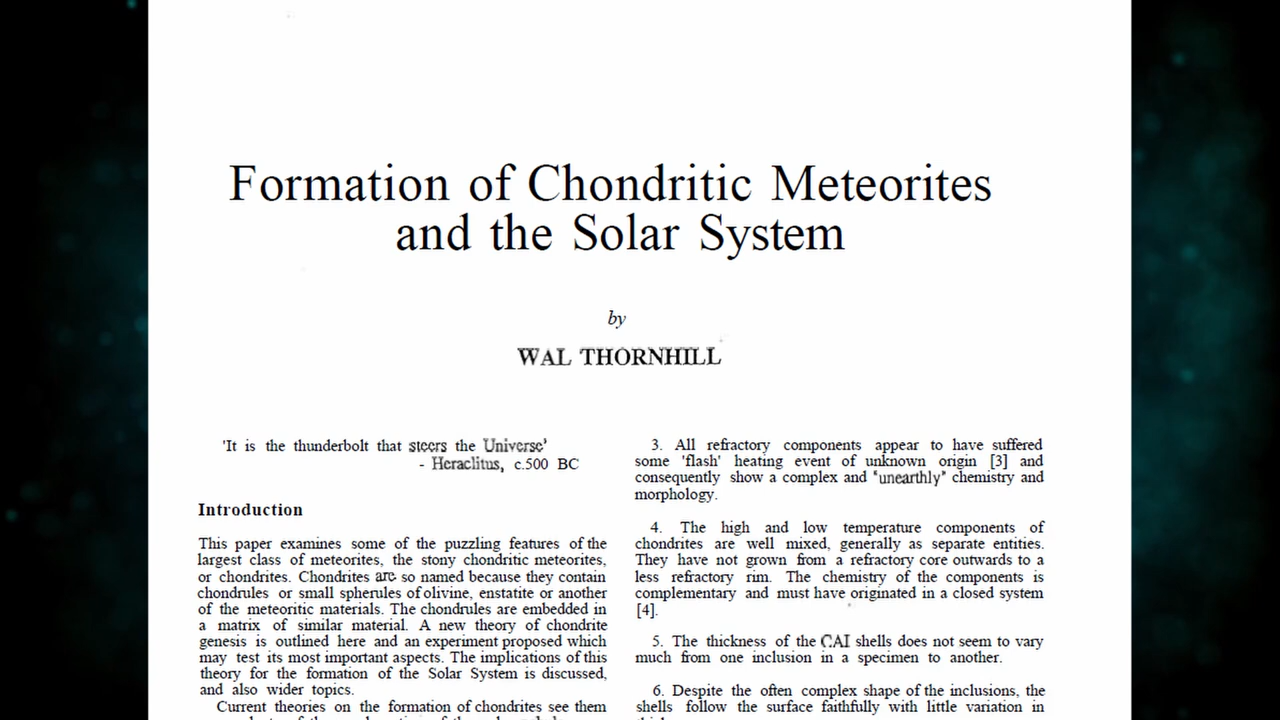 Formation of Chondritic Meteorites
and the Solar System
by
WAL THORNHILL
'It is the thunderbolt that steers the Universe'
- Heraclitus, c.500 BC
Introduction
This paper examines some of the puzzling features of the
largest class of meteorites, the stony chondritic meteorites,
or chondrites. Chondrites are so named because they contain
chondrules or small spherules of olivine, enstatite or another
of the meteoritic materials. The chondrules are embedded in
a matrix of similar material. A new theory of chondrite
genesis is outlined here and an experiment proposed which
may test its most important aspects. The implications of this
theory for the formation of the Solar System is discussed,
and also wider topics.
Current theories on the formation of chondrites see them
3. All refractory components appear to have suffered
some 'flash' heating event of unknown origin [3] and
consequently show a complex and "unearthly" chemistry and
morphology.
4. The high and low temperature components of
chondrites are well mixed, generally as separate entities.
They have not grown from a refractory core outwards to a
less refractory rim. The chemistry of the components is
complementary and must have originated in a closed system
[4].
5. The thickness of the CAI shells does not seem to vary
much from one inclusion in a specimen to another.
6. Despite the often complex shape of the inclusions, the
shells follow the surface faithfully with little variation in